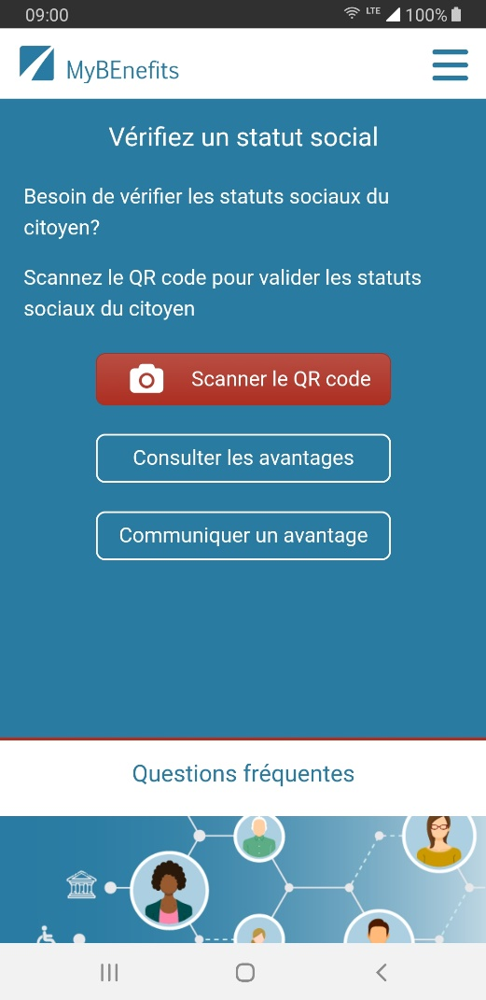 09:00 LTE 100%
MyBEnefits
Vérifiez un statut social
Besoin de vérifier les statuts sociaux du
citoyen?
Scannez le QR code pour valider les statuts
sociaux du citoyen
Scanner le QR code
Consulter les avantages
Communiquer un avantage
Questions fréquentes